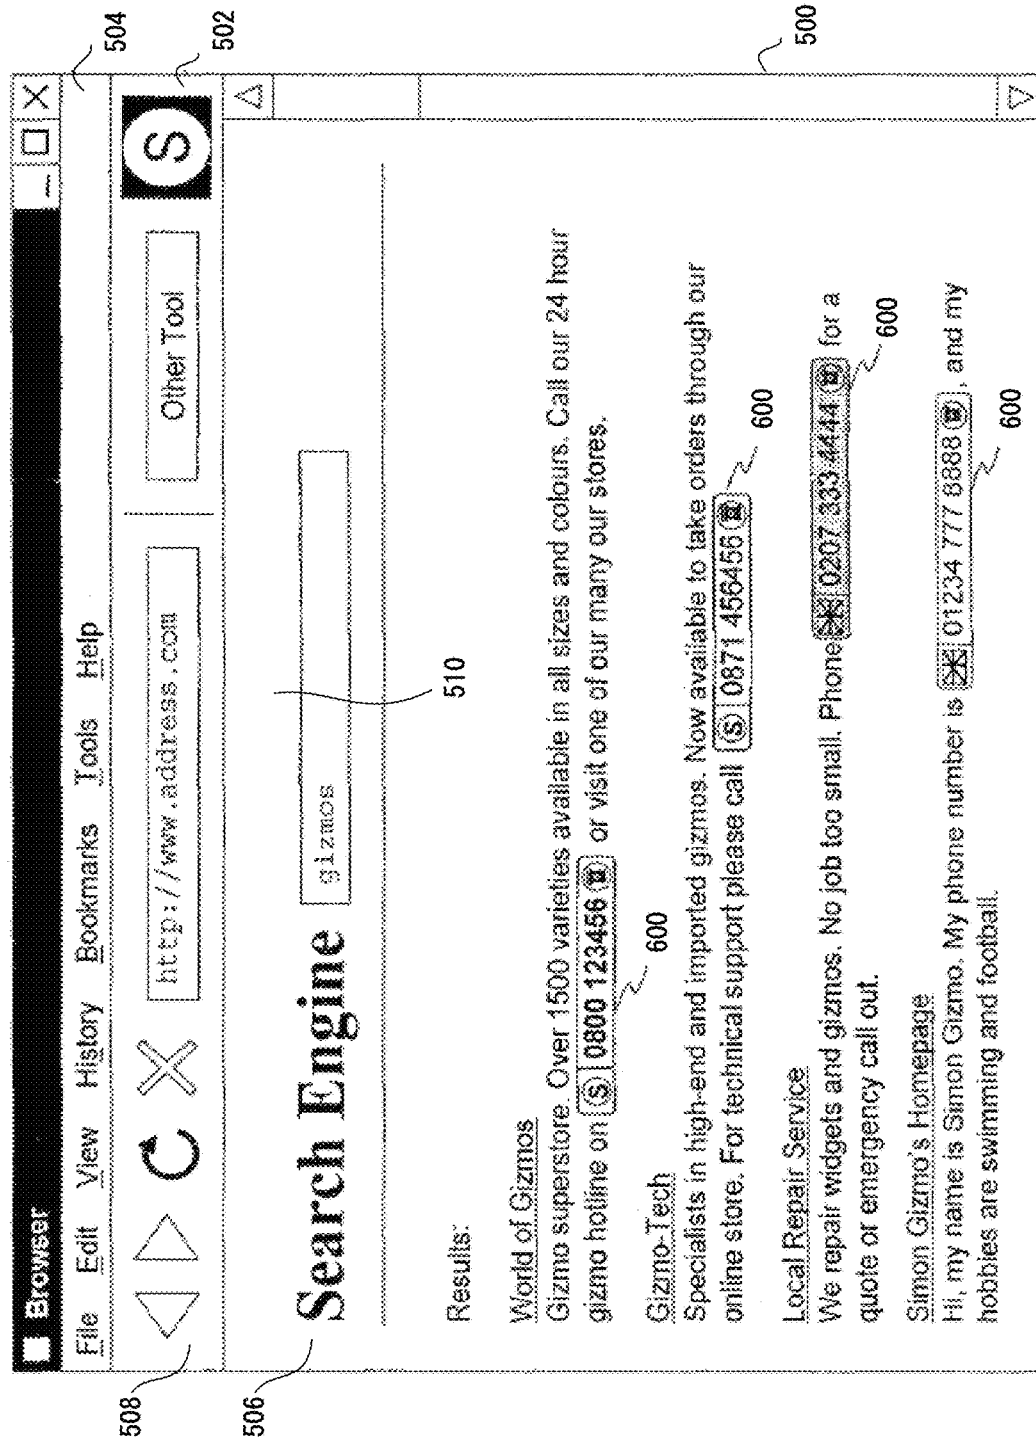 Browser
File Edit View History Bookmarks Tools Help
504
508
http://www.address.com
Other Tool
S
502
506
Search Engine
gizmos
510
Results:
World of Gizmos
Gizmo superstore. Over 1500 varieties available in all sizes and colours. Call our 24 hour
gizmo hotline on S 0800 123456 or visit one of our many our stores.
600
Gizmo-Tech
Specialists in high-end and imported gizmos. Now available to take orders through our
online store. For technical support please call S 0871 456456
600
Local Repair Service
We repair widgets and gizmos. No job too small. Phone 0207 333 4444 for a
quote or emergency call out.
600
Simon Gizmo's Homepage
Hi, my name is Simon Gizmo. My phone number is 01234 777 8888 , and my
hobbies are swimming and football.
600
500